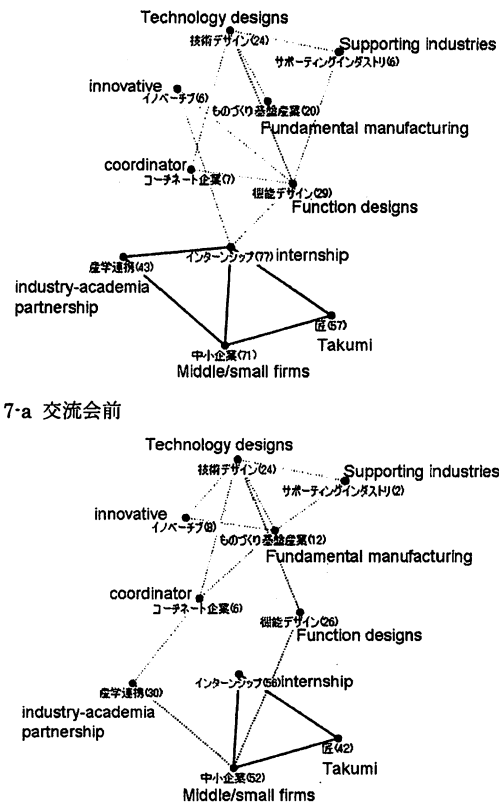 Technology designs
技術デザイン(24)
Supporting industries
サポーティングインダストリ(6)
innovative
イノベーチブ(6)
ものづくり基盤産業(20)
Fundamental manufacturing
coordinator
コーチネート企業(7)
機能デザイン(29)
Function designs
インターンシップ(77) internship
産学連携(43)
industry-academia
partnership
匠(57)
Takumi
中小企業(71)
Middle/small firms
7-a 交流会前
Technology designs
技術デザイン(24)
Supporting industries
サポーティングインダストリ(2)
innovative
イノベーチブ(8)
ものづくり基盤産業(12)
Fundamental manufacturing
coordinator
コーチネート企業(6)
機能デザイン(26)
Function designs
インターンシップ(56) internship
産学連携(30)
industry-academia
partnership
匠(42)
Takumi
中小企業(52)
Middle/small firms